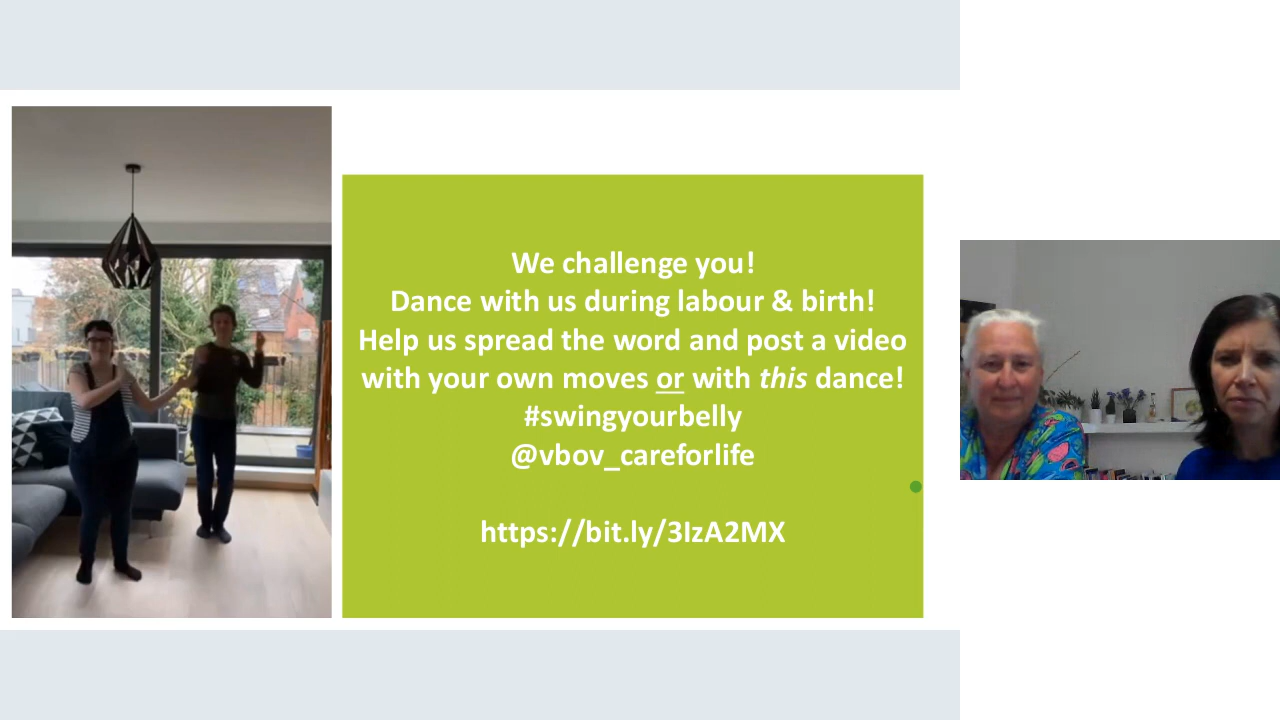 We challenge you!
Dance with us during labour & birth!
Help us spread the word and post a video
with your own moves or with this dance!
#swingyourbelly
@vbov_careforlife
https://bit.ly/3IzA2MX